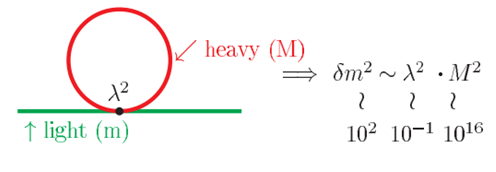 heavy (M)
λ²
⟹ δm² ∼ λ² · M²
≀ ≀ ≀
10² 10⁻¹ 10¹⁶
↑ light (m)